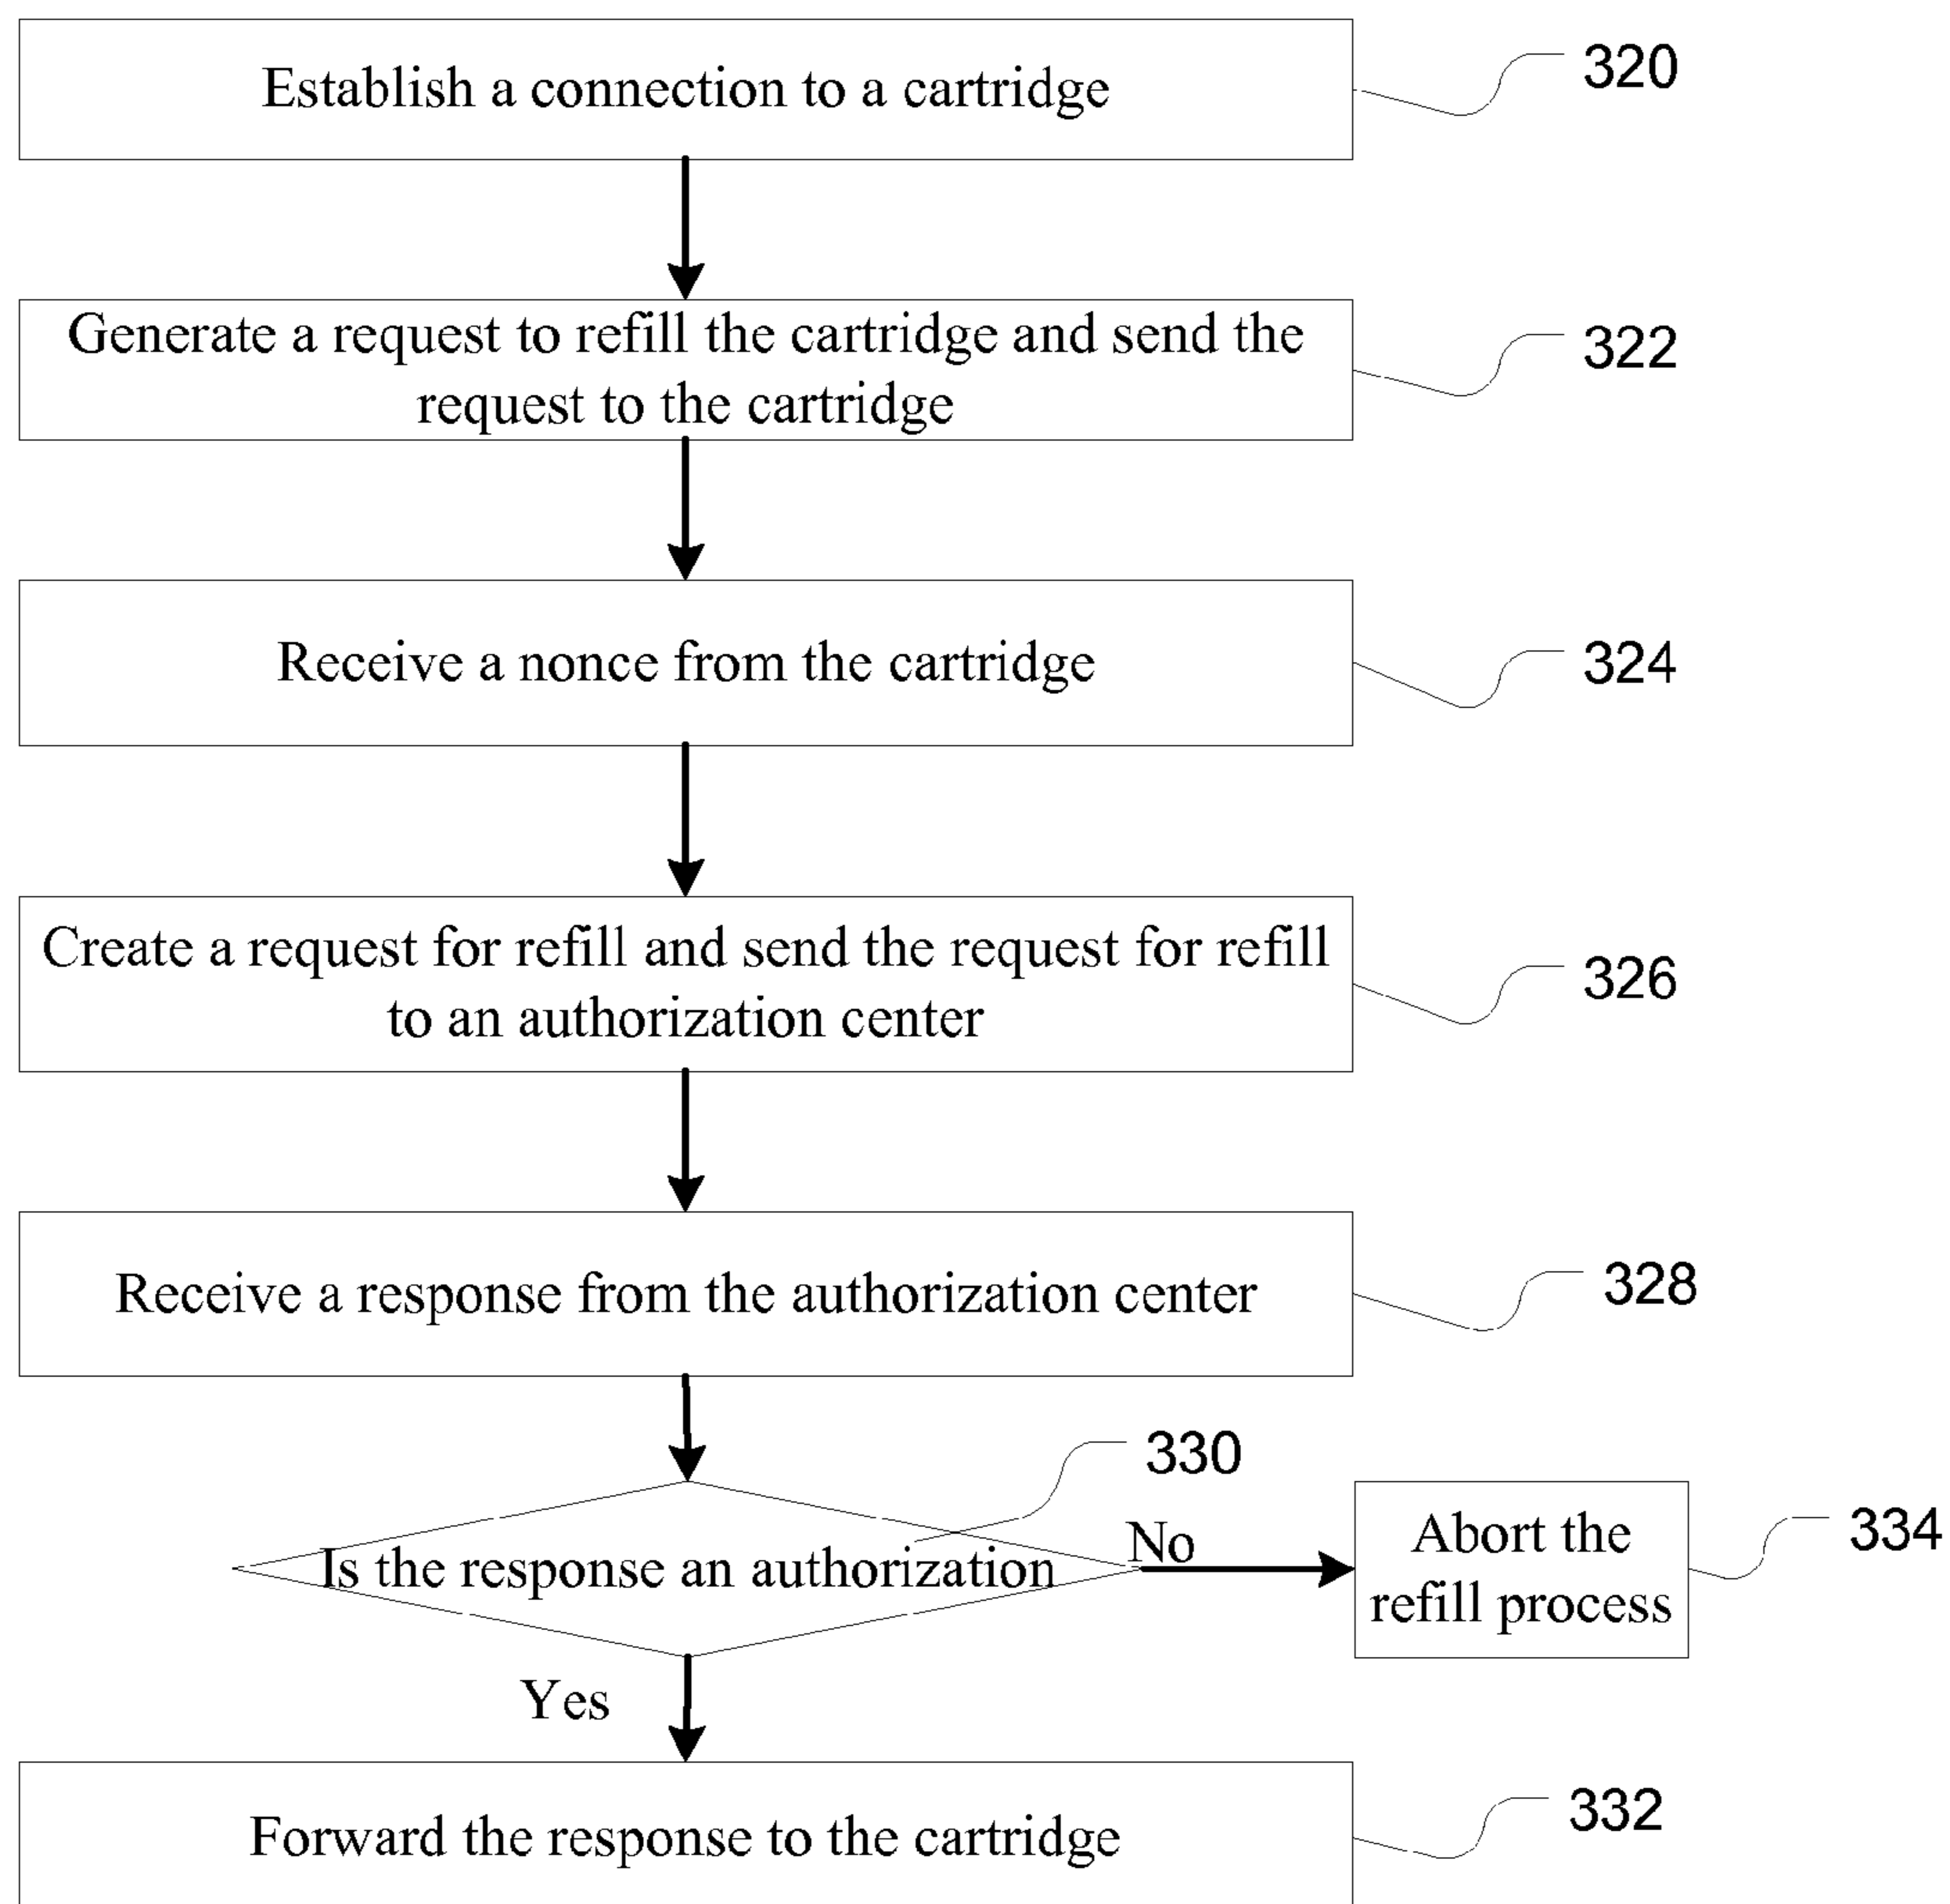 Establish a connection to a cartridge
320
Generate a request to refill the cartridge and send the
request to the cartridge
322
Receive a nonce from the cartridge
324
Create a request for refill and send the request for refill
to an authorization center
326
Receive a response from the authorization center
328
330
Is the response an authorization
No
Abort the
refill process
334
Yes
Forward the response to the cartridge
332